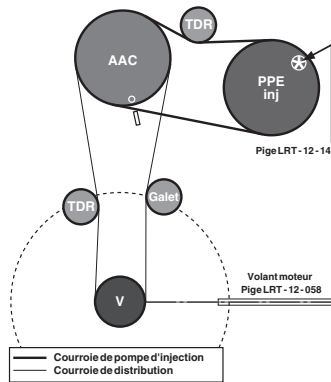 TDR
AAC
PPE
inj
Pige LRT - 12 - 14
TDR
Galet
Volant moteur
Pige LRT - 12 - 058
V
Courroie de pompe d'injection
Courroie de distribution